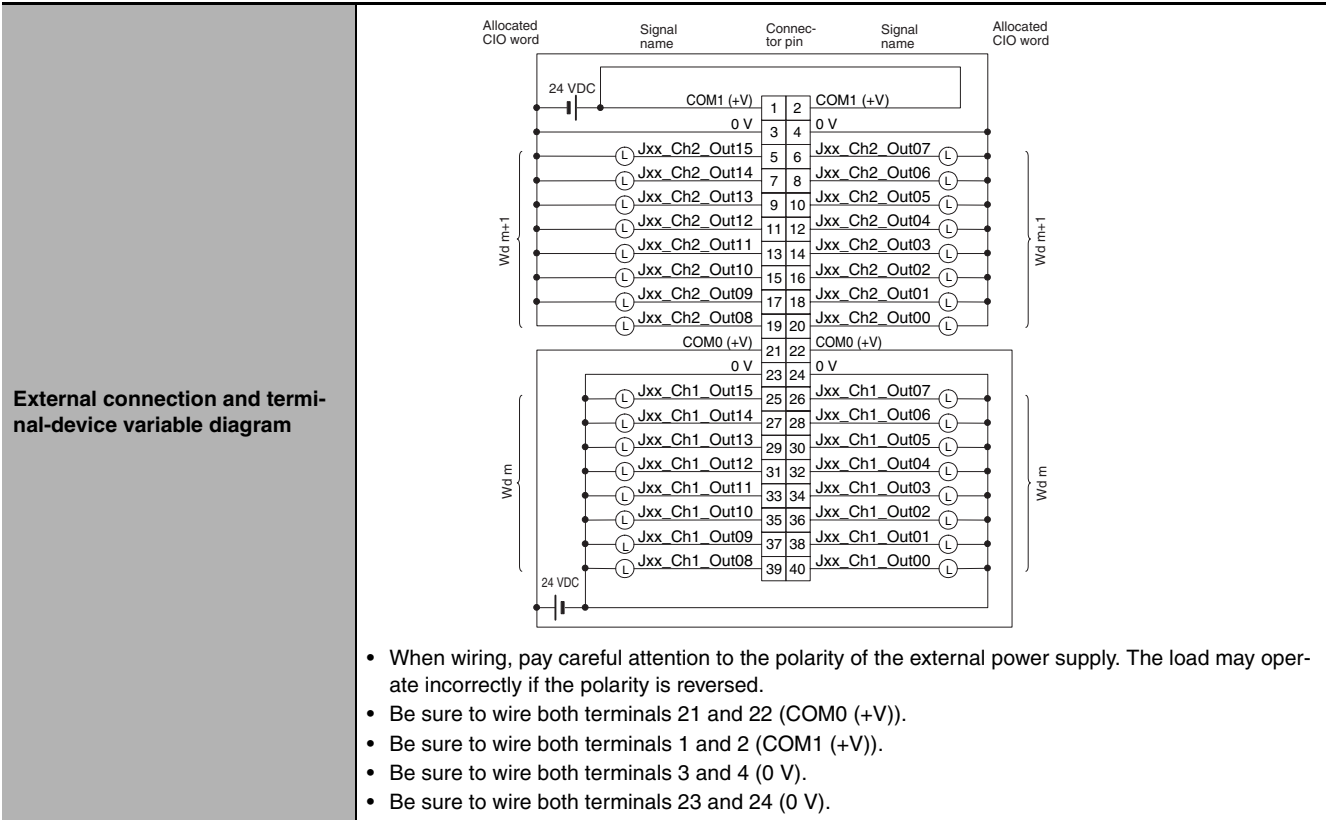 External connection and termi-
nal-device variable diagram
Allocated CIO word Signal name Connec- tor pin Signal name Allocated CIO word
24 VDC
COM1 (+V) 1 2 COM1 (+V)
0 V 3 4 0 V
Wd m+1
Jxx_Ch2_Out15 5 6 Jxx_Ch2_Out07
L Jxx_Ch2_Out14 7 8 Jxx_Ch2_Out06 L
L Jxx_Ch2_Out13 9 10 Jxx_Ch2_Out05 L
L Jxx_Ch2_Out12 11 12 Jxx_Ch2_Out04 L
L Jxx_Ch2_Out11 13 14 Jxx_Ch2_Out03 L
L Jxx_Ch2_Out10 15 16 Jxx_Ch2_Out02 L
L Jxx_Ch2_Out09 17 18 Jxx_Ch2_Out01 L
L Jxx_Ch2_Out08 19 20 Jxx_Ch2_Out00 L
Wd m+1
COM0 (+V) 21 22 COM0 (+V)
0 V 23 24 0 V
Wd m
L Jxx_Ch1_Out15 25 26 Jxx_Ch1_Out07 L
L Jxx_Ch1_Out14 27 28 Jxx_Ch1_Out06 L
L Jxx_Ch1_Out13 29 30 Jxx_Ch1_Out05 L
L Jxx_Ch1_Out12 31 32 Jxx_Ch1_Out04 L
L Jxx_Ch1_Out11 33 34 Jxx_Ch1_Out03 L
L Jxx_Ch1_Out10 35 36 Jxx_Ch1_Out02 L
L Jxx_Ch1_Out09 37 38 Jxx_Ch1_Out01 L
L Jxx_Ch1_Out08 39 40 Jxx_Ch1_Out00 L
Wd m
24 VDC
• When wiring, pay careful attention to the polarity of the external power supply. The load may oper-
ate incorrectly if the polarity is reversed.
• Be sure to wire both terminals 21 and 22 (COM0 (+V)).
• Be sure to wire both terminals 1 and 2 (COM1 (+V)).
• Be sure to wire both terminals 3 and 4 (0 V).
• Be sure to wire both terminals 23 and 24 (0 V).